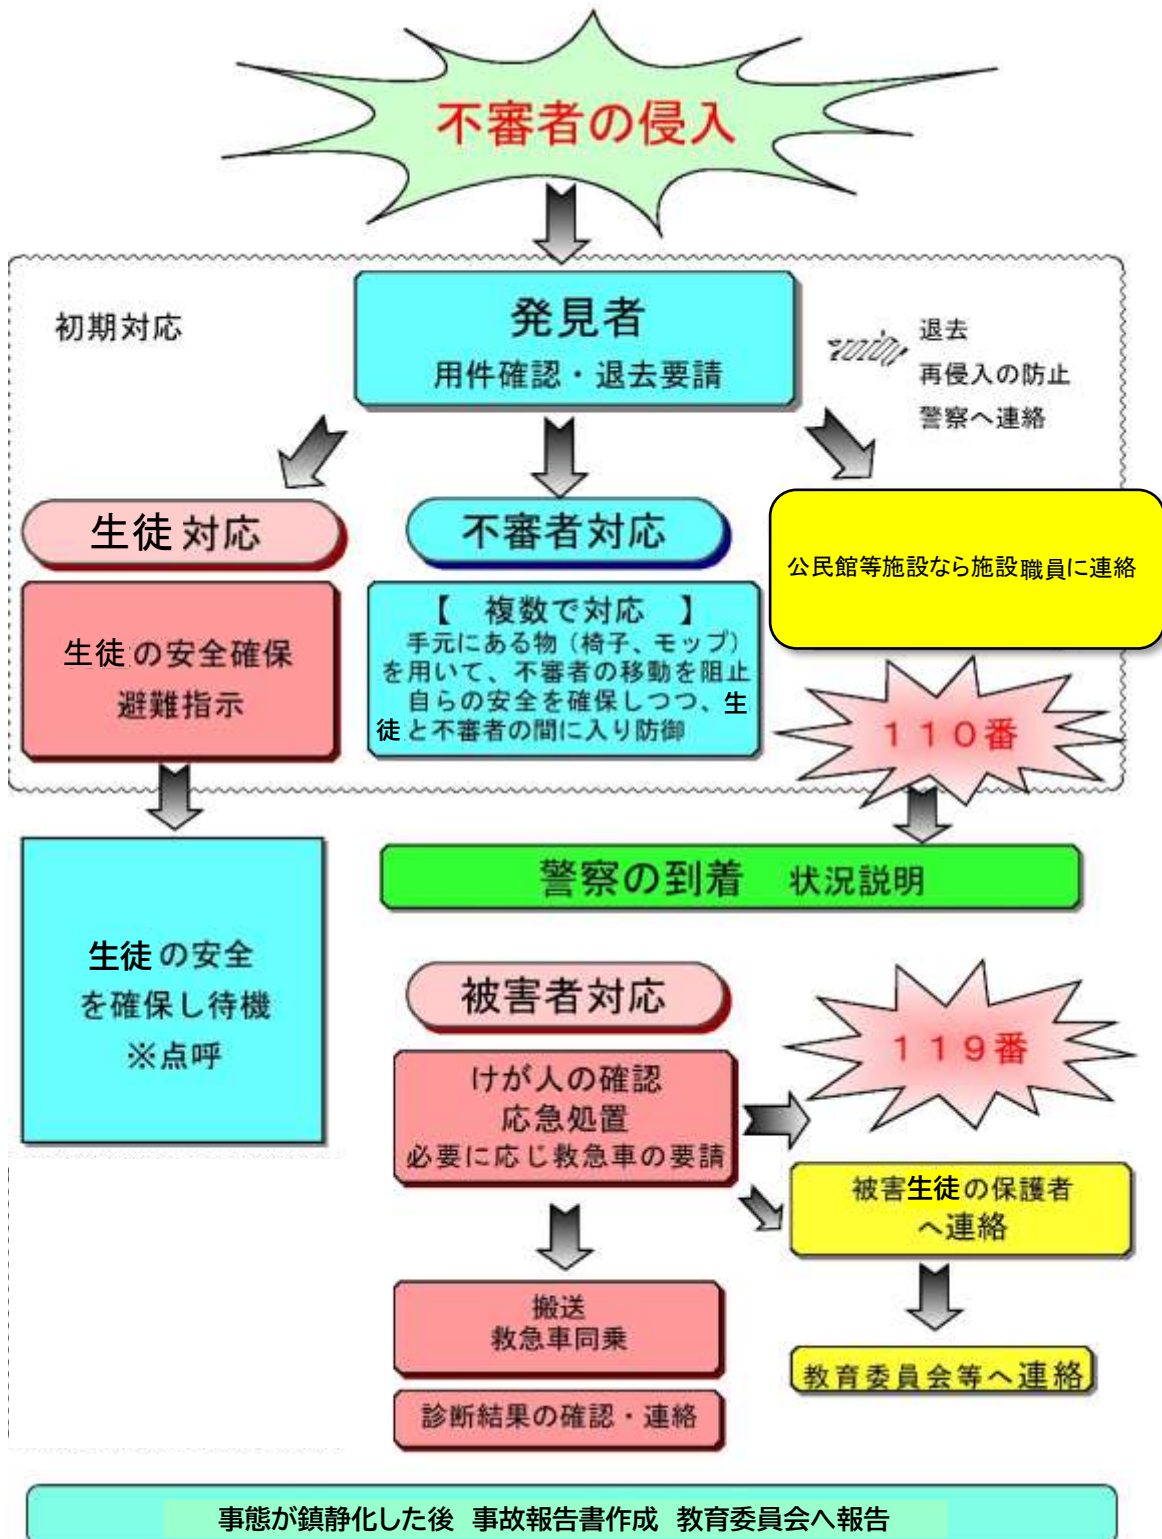 不審者の侵入
初期対応
発見者
用件確認・退去要請
退去
再侵入の防止
警察へ連絡
生徒対応
生徒の安全確保
避難指示
不審者対応
【 複数で対応 】
手元にある物（椅子、モップ）
を用いて、不審者の移動を阻止
自らの安全を確保しつつ、生
徒と不審者の間に入り防御
公民館等施設なら施設職員に連絡
１１０番
生徒の安全
を確保し待機
※点呼
警察の到着 状況説明
被害者対応
けが人の確認
応急処置
必要に応じ救急車の要請
１１９番
被害生徒の保護者
へ連絡
搬送
救急車同乗
教育委員会等へ連絡
診断結果の確認・連絡
事態が鎮静化した後 事故報告書作成 教育委員会へ報告